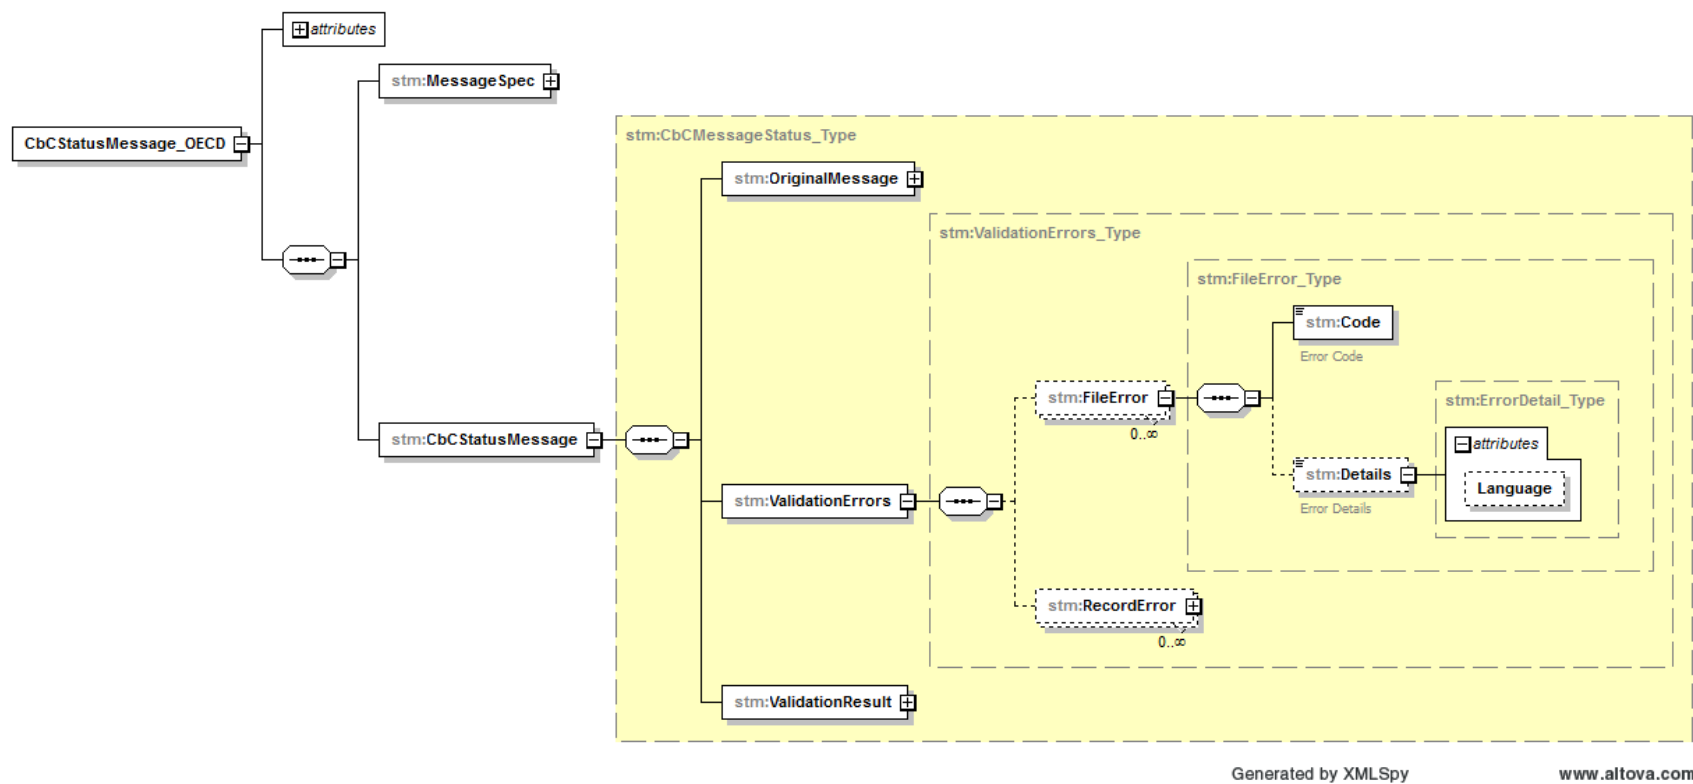 attributes
stm:MessageSpec
CbCStatusMessage_OECD
stm:CbCMessageStatus_Type
stm:OriginalMessage
stm:ValidationErrors_Type
stm:FileError_Type
stm:Code
Error Code
stm:FileError
0..∞
stm:ErrorDetail_Type
attributes
stm:CbCStatusMessage
stm:Details
Language
Error Details
stm:ValidationErrors
stm:RecordError
0..∞
stm:ValidationResult
Generated by XMLSpy
www.altova.com